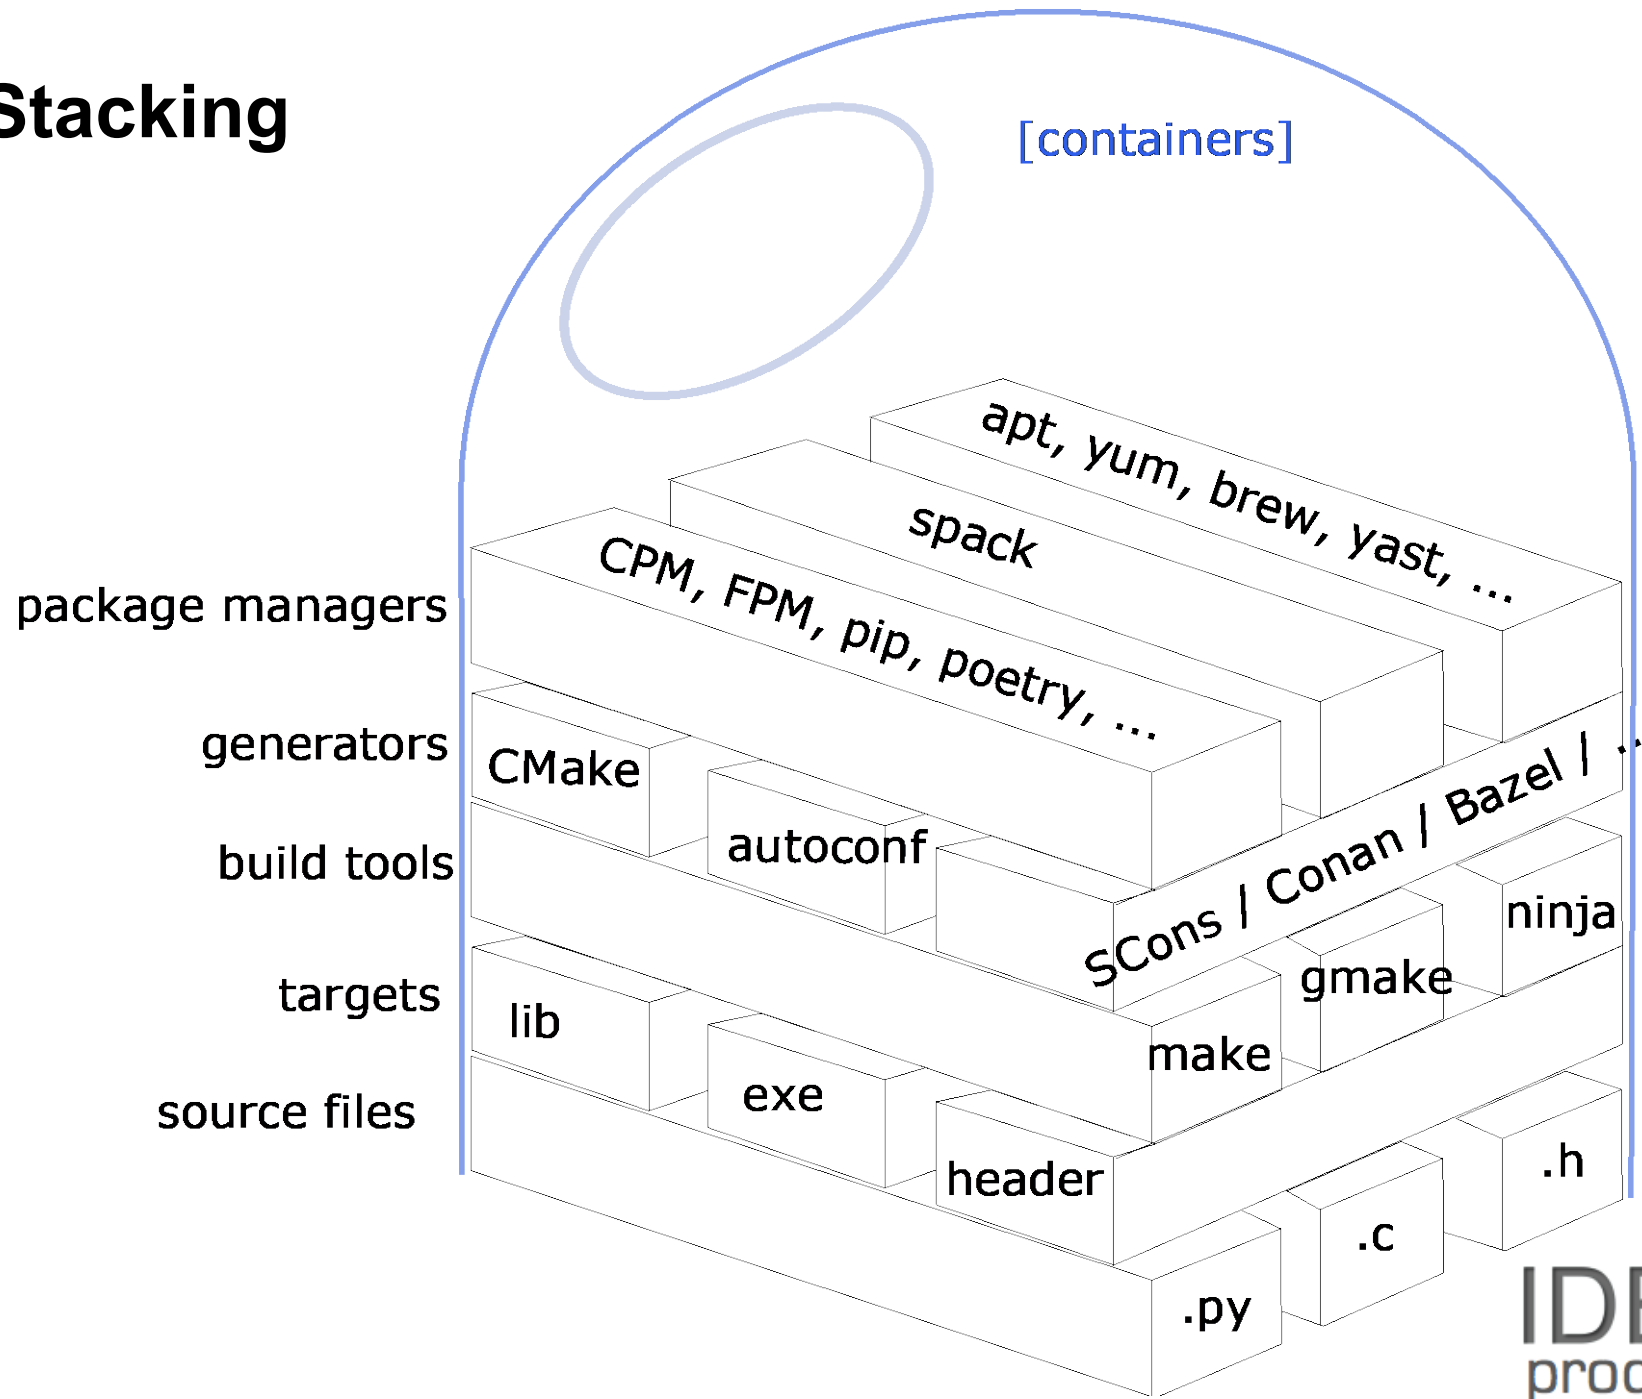 Stacking
[containers]
apt, yum, brew, yast, ...
spack
CPM, FPM, pip, poetry, ...
package managers
generators
CMake
autoconf
SCons / Conan / Bazel / ..
build tools
make
gmake
ninja
targets
lib
exe
header
source files
.py
.c
.h